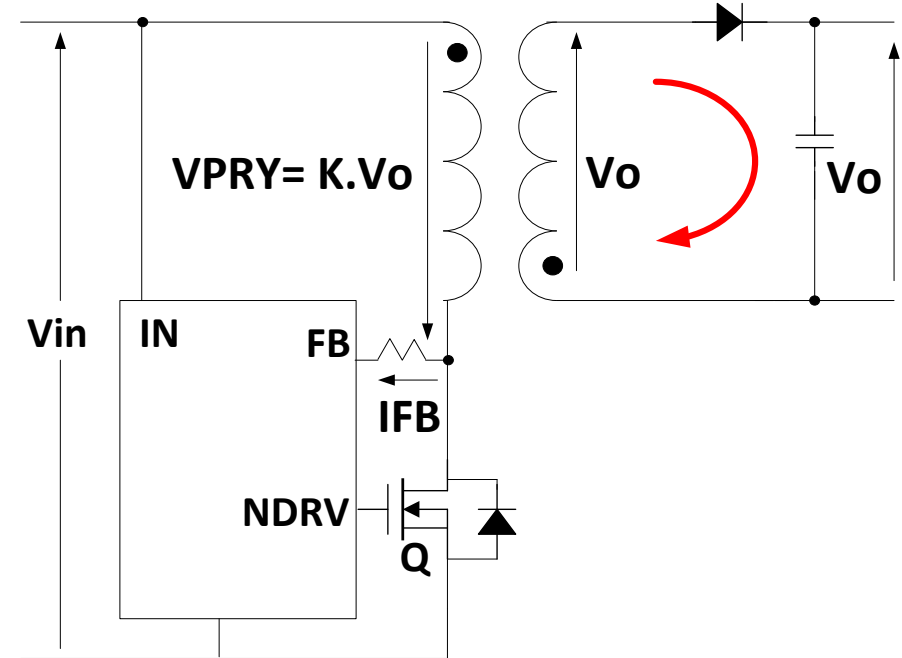 VPRY= K.Vo
Vo
Vo
Vin
IN
FB
IFB
NDRV
Q